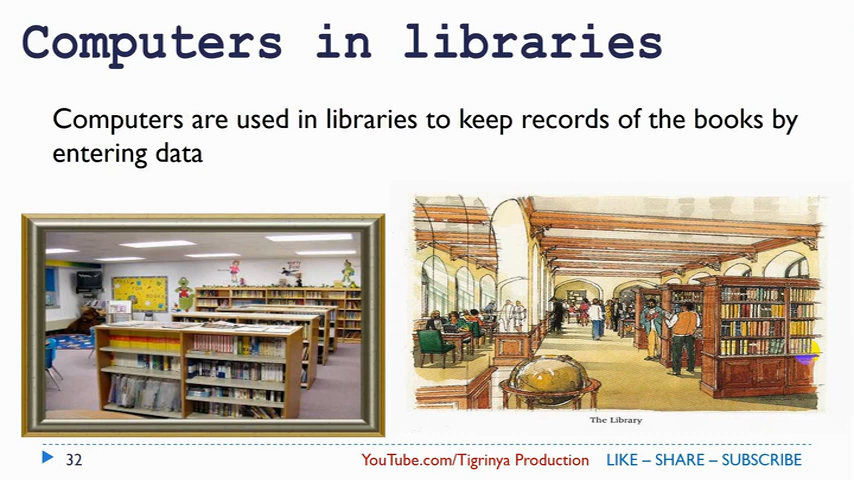 Computers in libraries
Computers are used in libraries to keep records of the books by
entering data
The Library
32
YouTube.com/Tigrinya Production
LIKE – SHARE – SUBSCRIBE